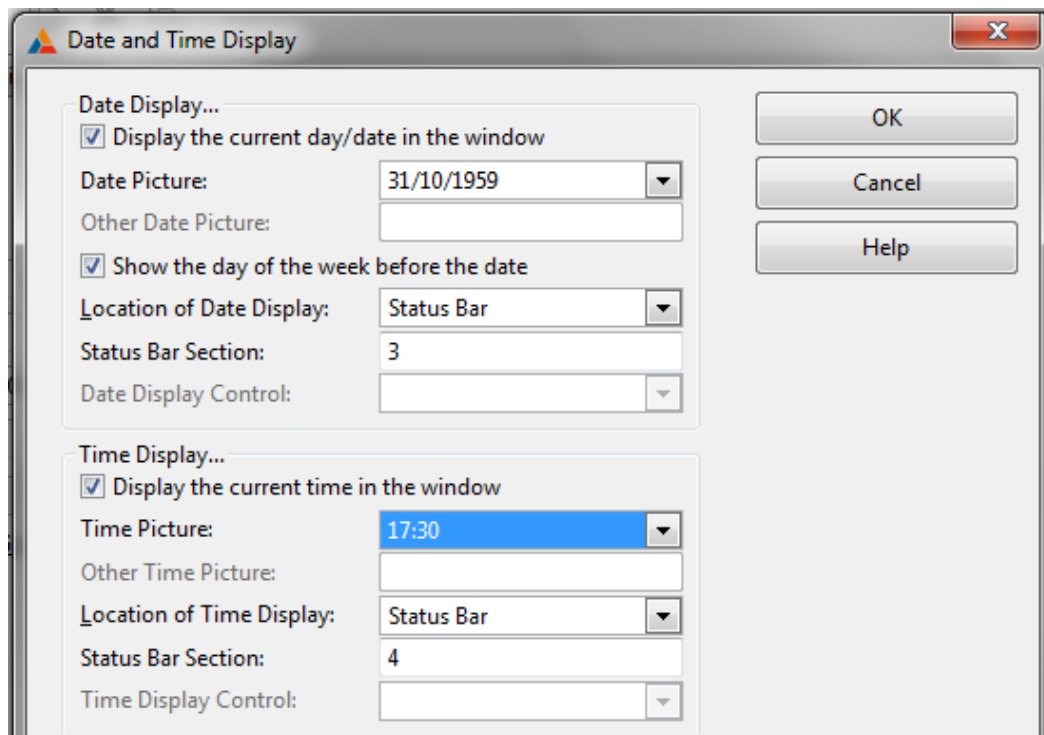 Date and Time Display
Date Display...
Display the current day/date in the window
Date Picture: 31/10/1959
Other Date Picture:
Show the day of the week before the date
Location of Date Display: Status Bar
Status Bar Section: 3
Date Display Control:
OK
Cancel
Help
Time Display...
Display the current time in the window
Time Picture: 17:30
Other Time Picture:
Location of Time Display: Status Bar
Status Bar Section: 4
Time Display Control: